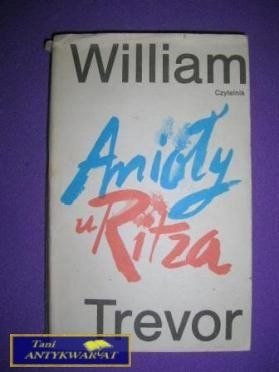 William
Czytelnik
Anioły
u Ritza
Trevor
Tani
ANTYKWARIAT